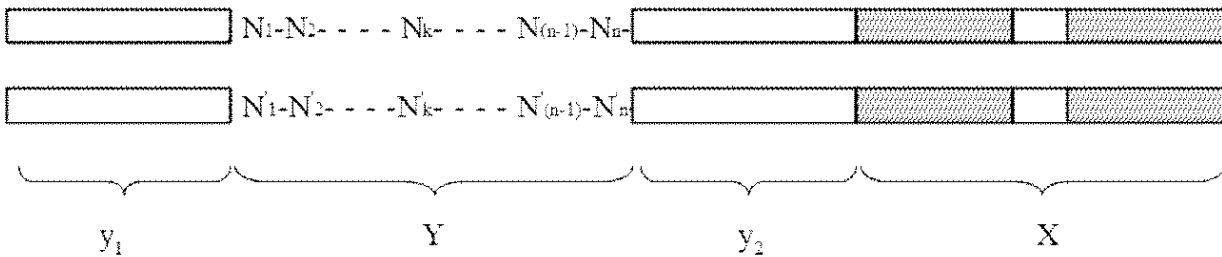 N₁-N₂- - - - - Nₖ- - - - - N₍ₙ₋₁₎-Nₙ-
N'₁-N'₂- - - - -N'ₖ- - - - - N'₍ₙ₋₁₎-N'ₙ-
y₁ Y y₂ X